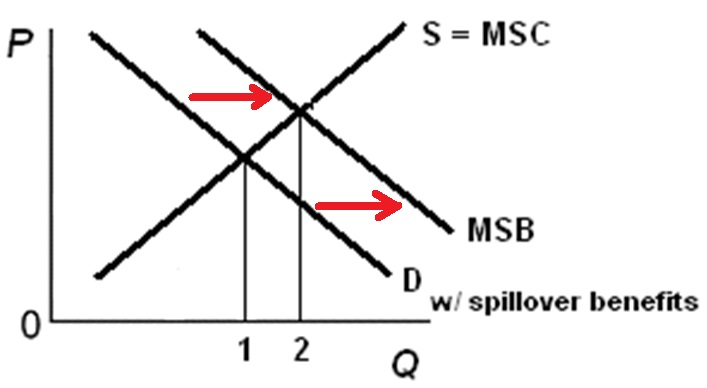 P
S = MSC
MSB
D
w/ spillover benefits
0
1 2
Q